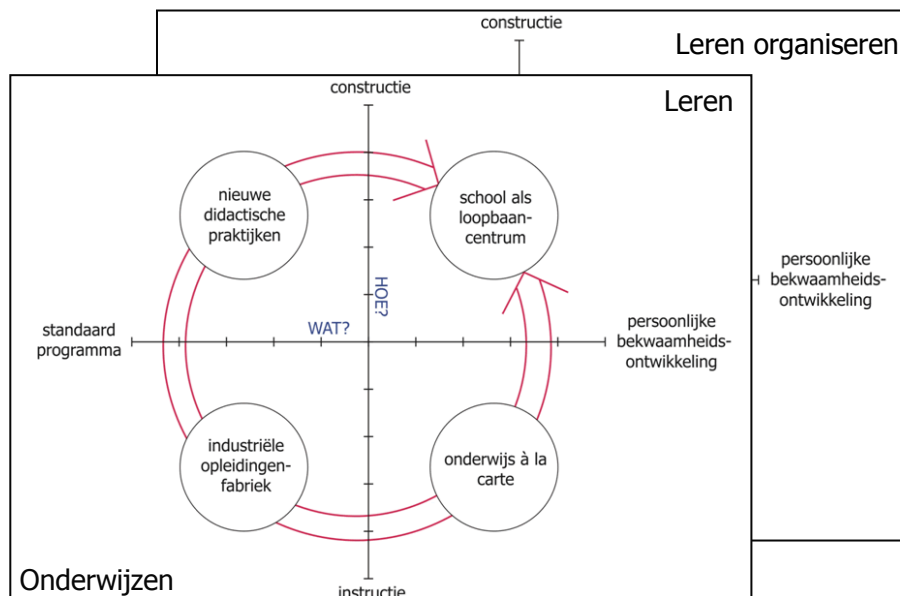 constructie
Leren organiseren
constructie
Leren
nieuwe
didactische
praktijken
school als
loopbaan-
centrum
persoonlijke
bekwaamheids-
ontwikkeling
HOE?
WAT?
standaard
programma
persoonlijke
bekwaamheids-
ontwikkeling
industriële
opleidingen-
fabriek
onderwijs à la
carte
Onderwijzen
instructie